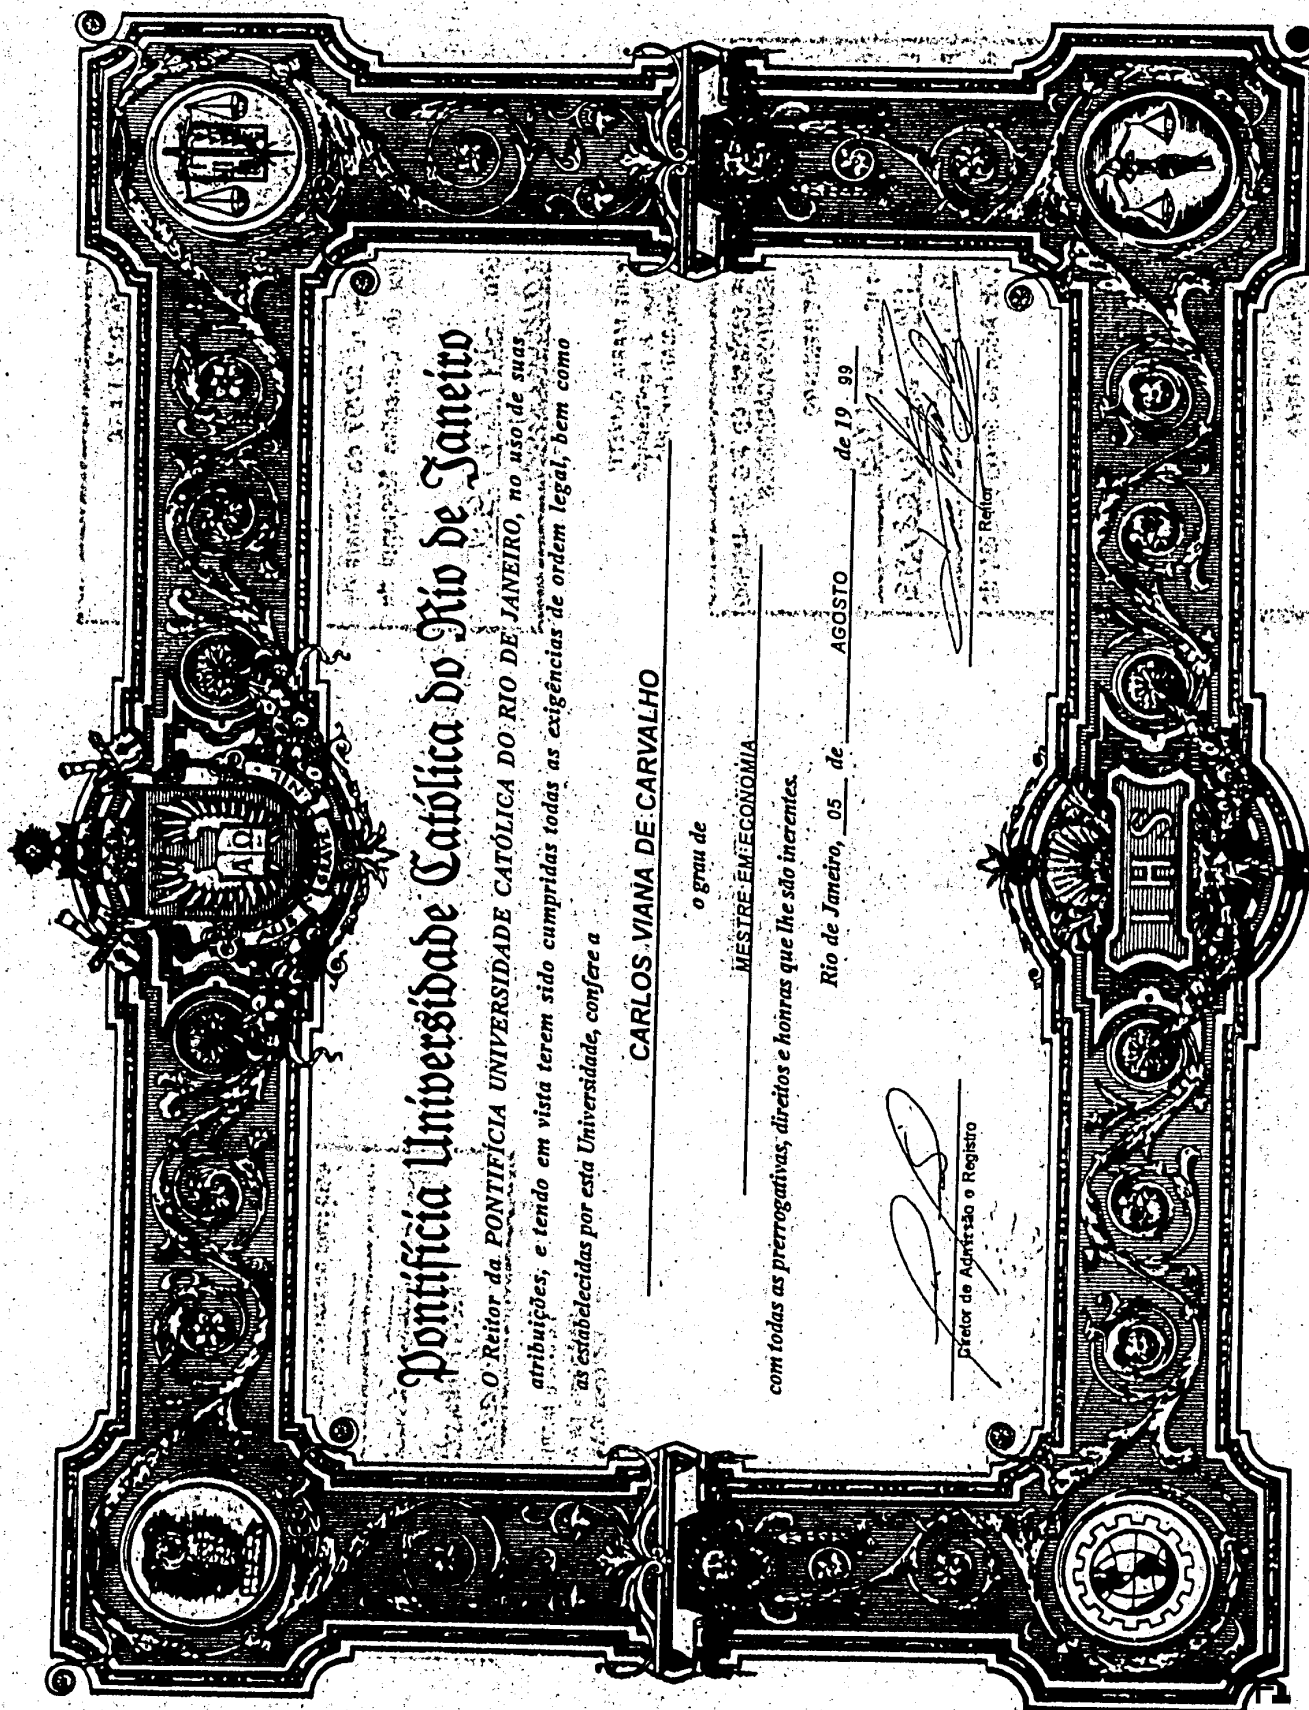 Pontifícia Universidade Católica do Rio de Janeiro
O Reitor da PONTIFÍCIA UNIVERSIDADE CATÓLICA DO RIO DE JANEIRO, no uso de suas
atribuições, e tendo em vista terem sido cumpridas todas as exigências de ordem legal, bem como
as estabelecidas por esta Universidade, confere a
CARLOS VIANA DE CARVALHO
o grau de
MESTRE EM ECONOMIA
com todas as prerrogativas, direitos e honras que lhe são inerentes.
Rio de Janeiro, 05 de AGOSTO de 19 99
Diretor de Admissão e Registro
Reitor
ΑΩ
IHS